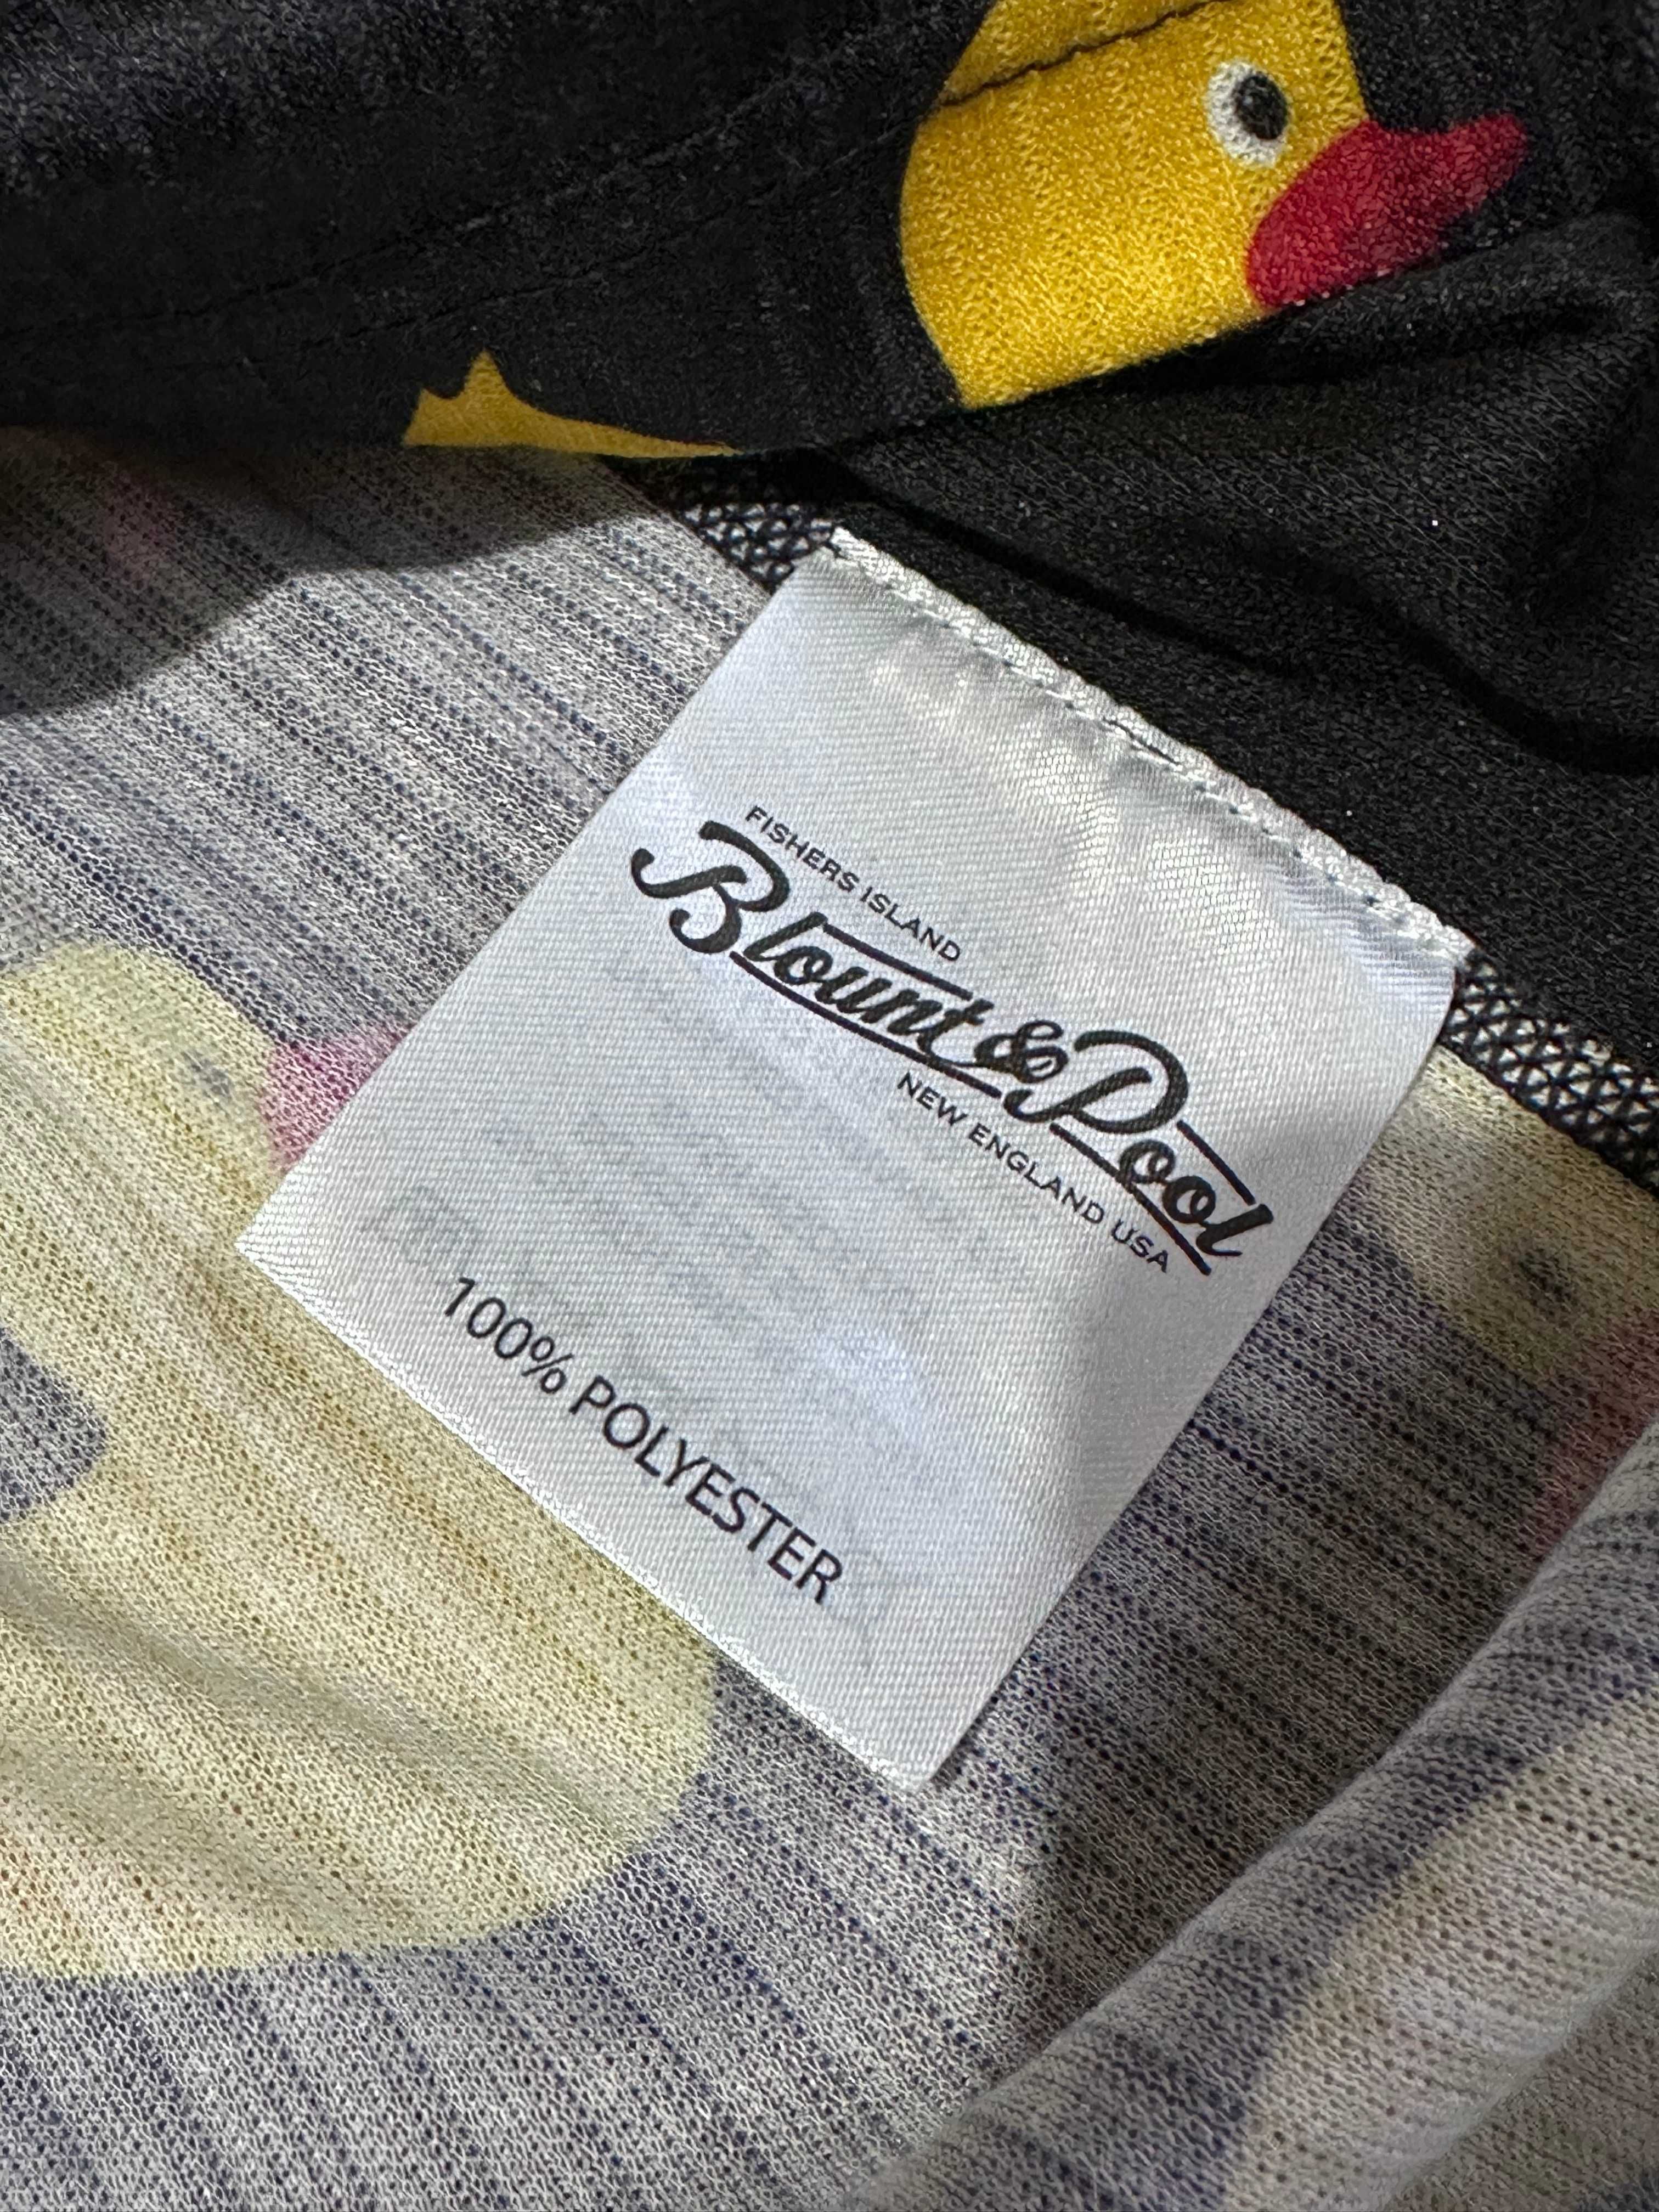 FISHERS ISLAND
Blount & Pool
NEW ENGLAND USA
100% POLYESTER